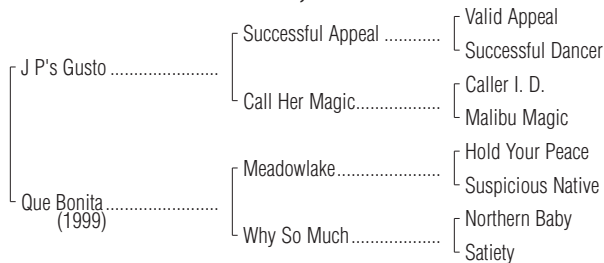 Valid Appeal
Successful Appeal ............
Successful Dancer
J P's Gusto .......................
Caller I. D.
Call Her Magic..................
Malibu Magic
Hold Your Peace
Meadowlake......................
Suspicious Native
Que Bonita........................
(1999)
Northern Baby
Why So Much...................
Satiety